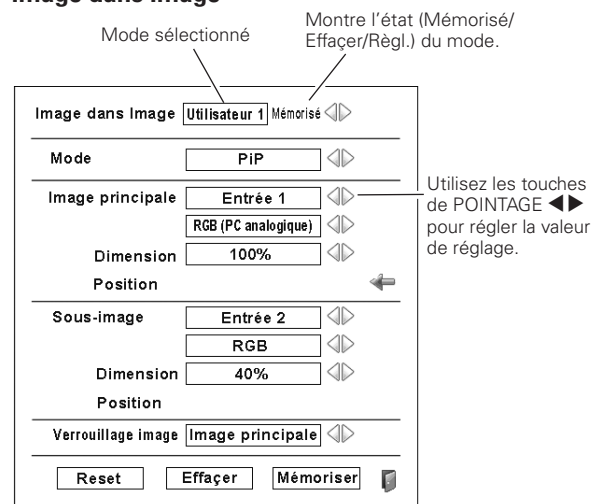 Image dans Image
Mode sélectionné
Montre l'état (Mémorisé/
Effaçer/Règl.) du mode.
Image dans Image Utilisateur 1 Mémorisé
Mode PiP
Image principale Entrée 1
RGB (PC analogique)
Dimension 100%
Position
Utilisez les touches
de POINTAGE ◀▶
pour régler la valeur
de réglage.
Sous-image Entrée 2
RGB
Dimension 40%
Position
Verrouillage image Image principale
Reset Effaçer Mémoriser